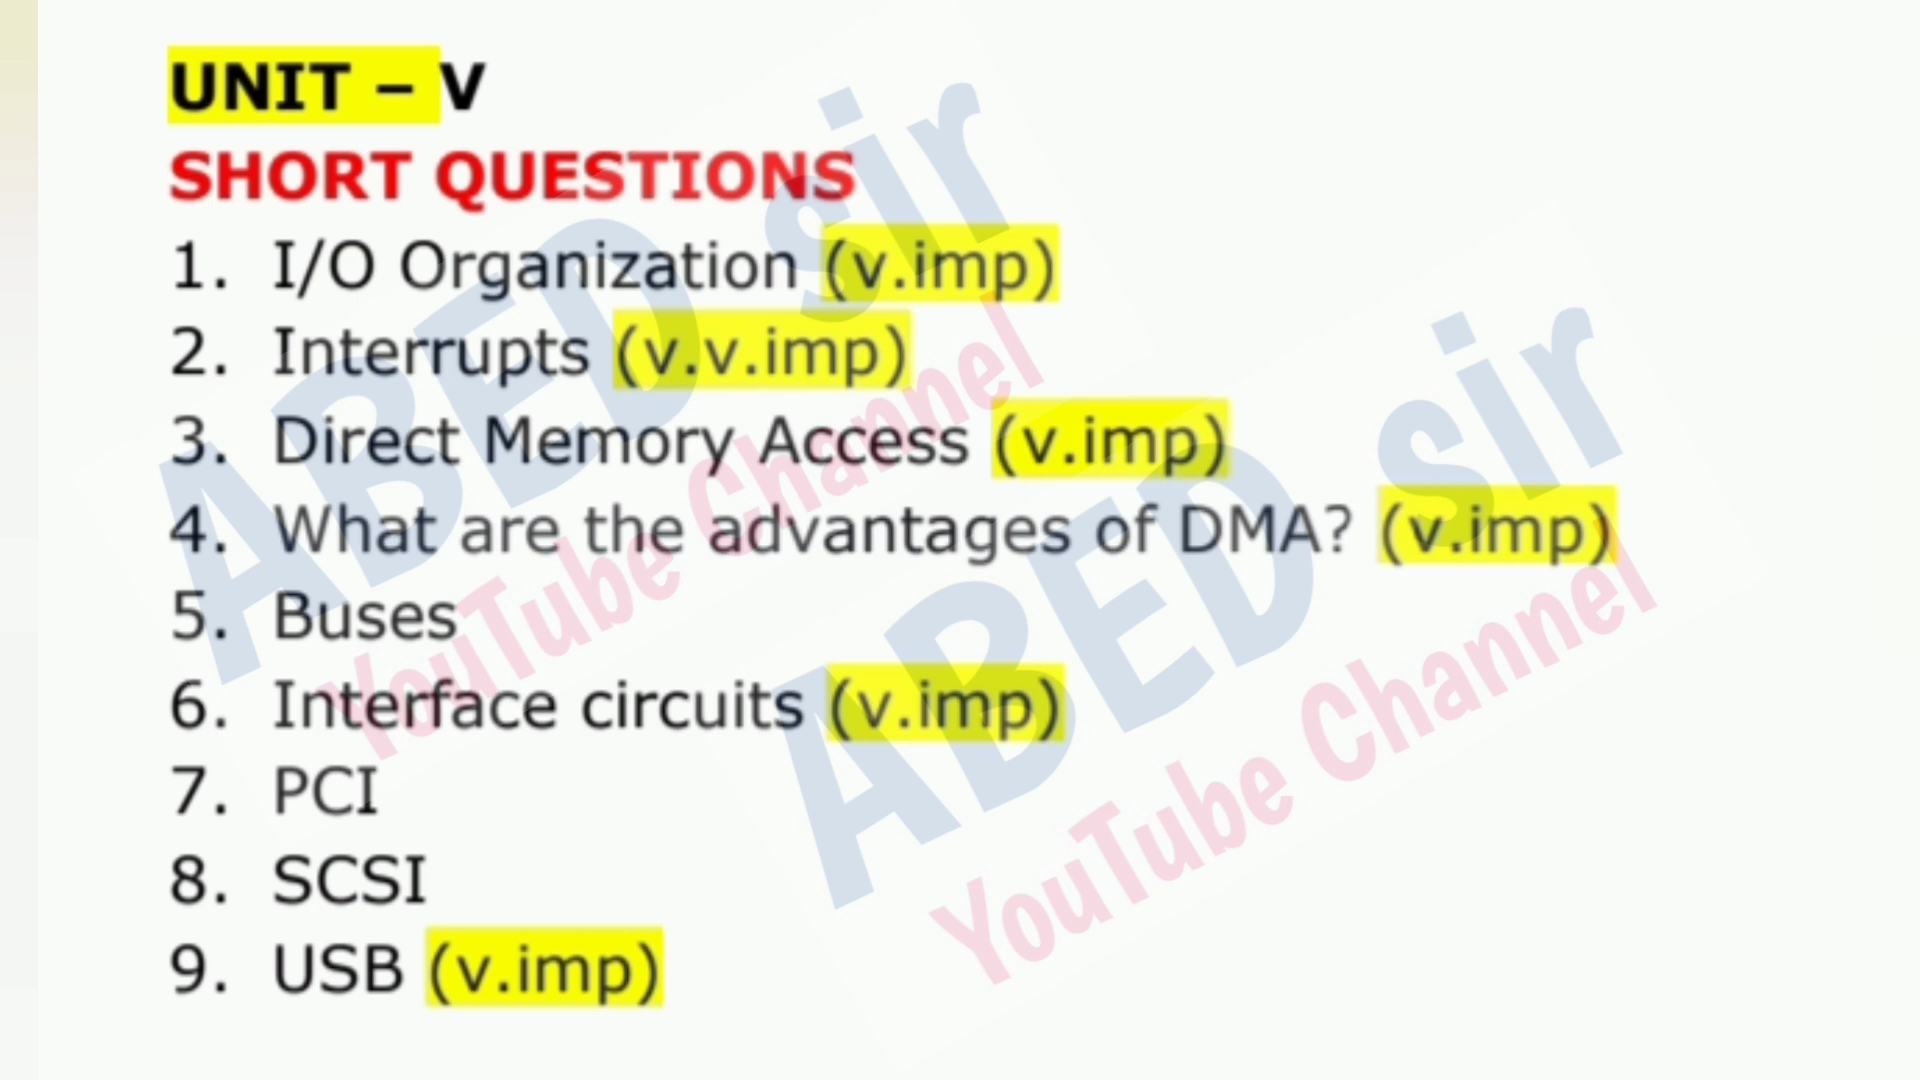 UNIT – V
SHORT QUESTIONS
1. I/O Organization (v.imp)
2. Interrupts (v.v.imp)
3. Direct Memory Access (v.imp)
4. What are the advantages of DMA? (v.imp)
5. Buses
6. Interface circuits (v.imp)
7. PCI
8. SCSI
9. USB (v.imp)
ABED sir
YouTube Channel
ABED sir
YouTube Channel